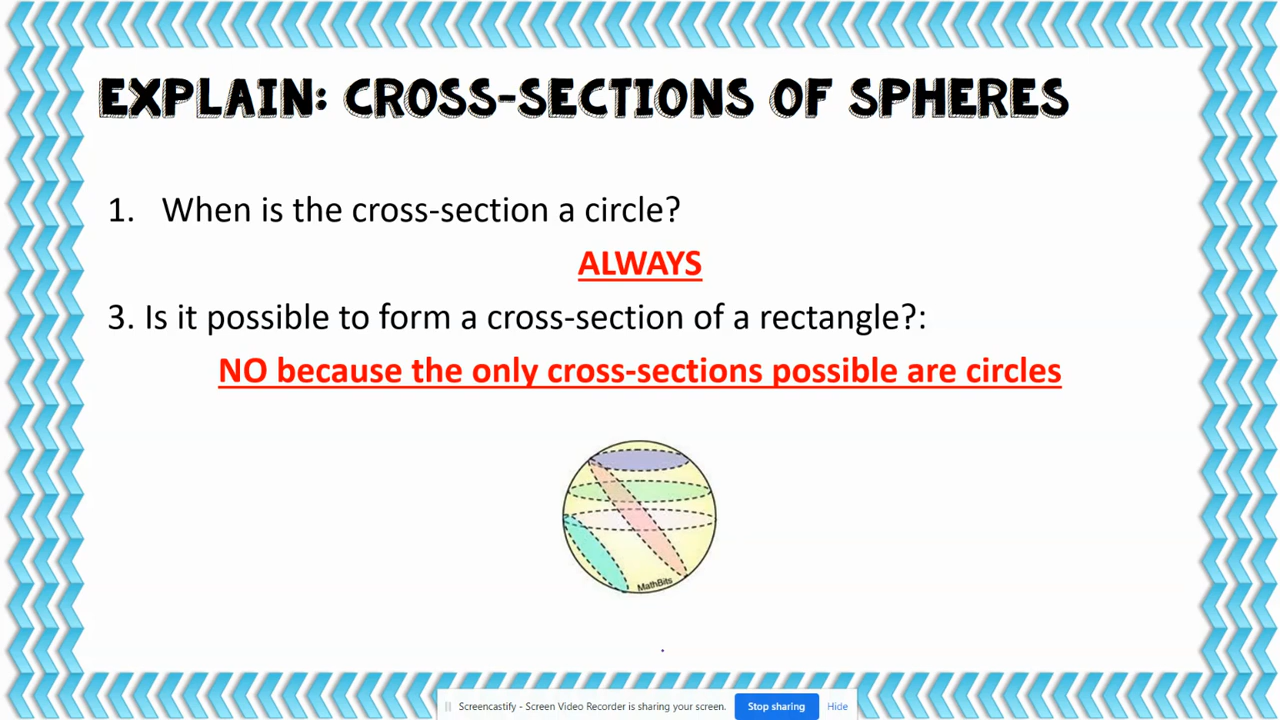 EXPLAIN: CROSS-SECTIONS OF SPHERES
1. When is the cross-section a circle?
ALWAYS
3. Is it possible to form a cross-section of a rectangle?:
NO because the only cross-sections possible are circles
MathBits
Screencastify - Screen Video Recorder is sharing your screen.
Stop sharing
Hide